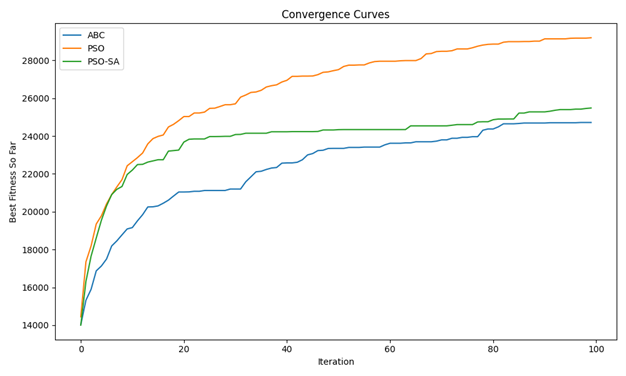 Convergence Curves
ABC
PSO
PSO-SA
Best Fitness So Far
28000
26000
24000
22000
20000
18000
16000
14000
0 20 40 60 80 100
Iteration